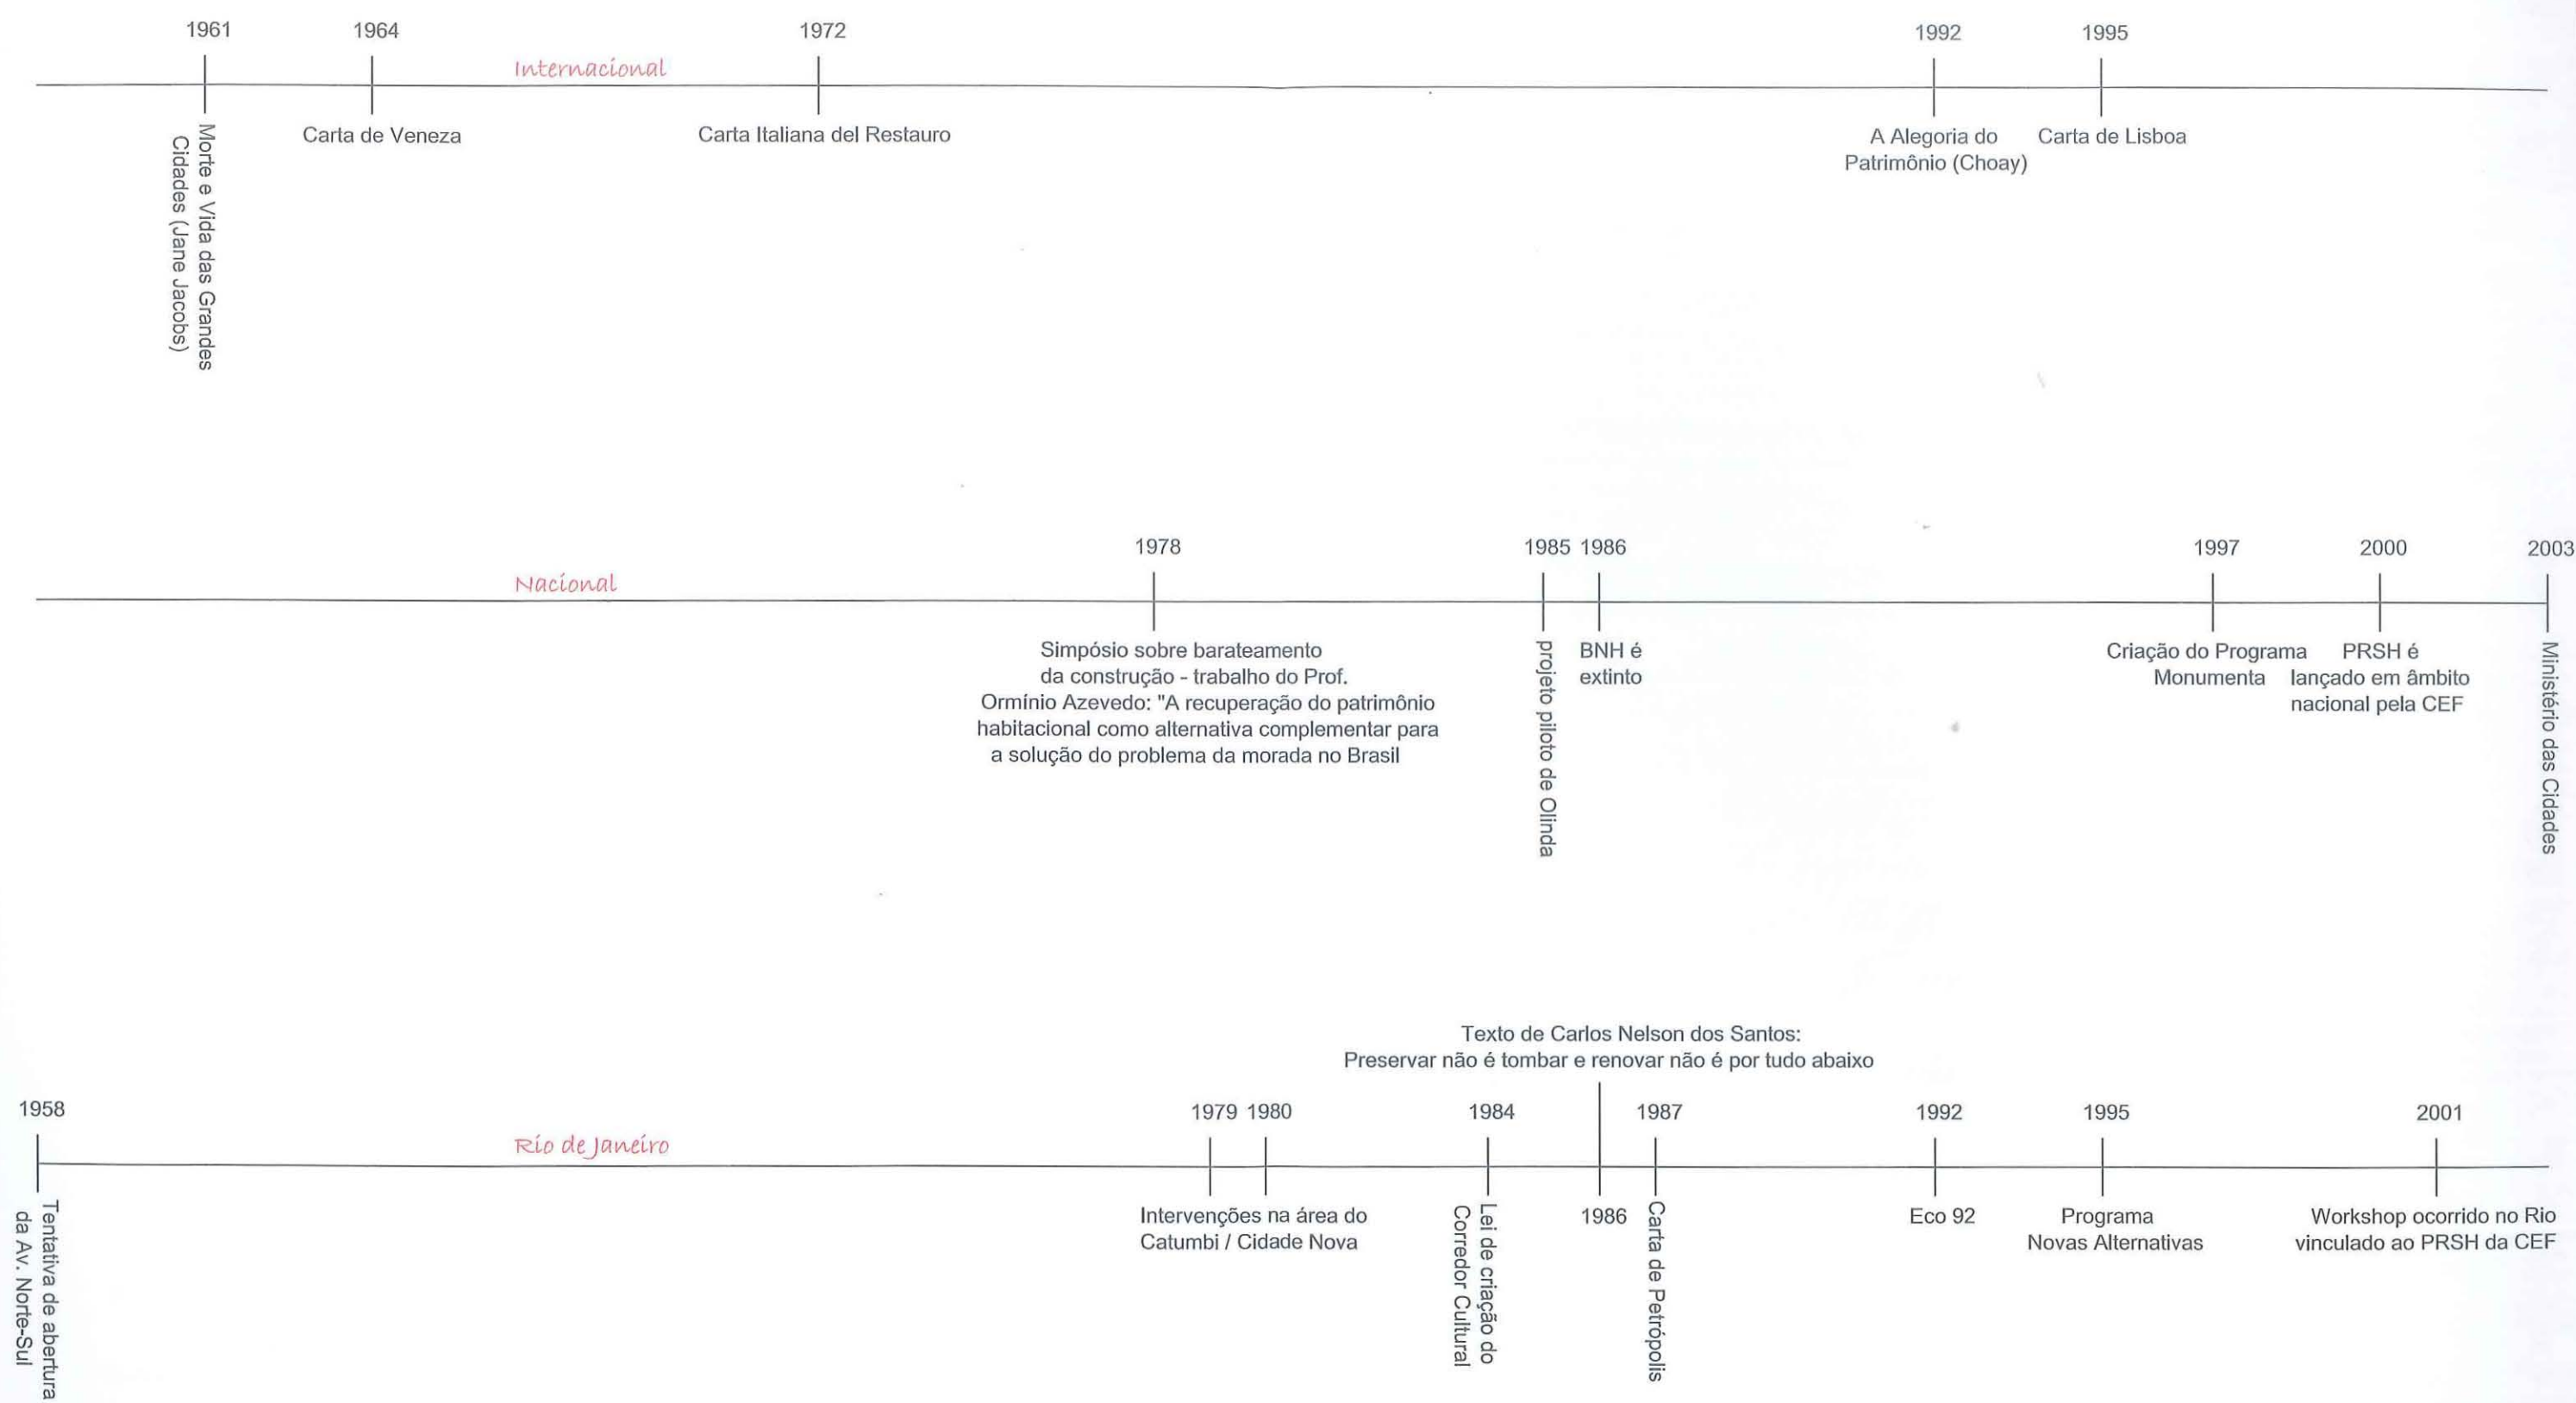 1961
1964
1972
1992
1995
Internacional
Morte e Vida das Grandes
Cidades (Jane Jacobs)
Carta de Veneza
Carta Italiana del Restauro
A Alegoria do
Patrimônio (Choay)
Carta de Lisboa
1978
1985
1986
1997
2000
2003
Nacional
Simpósio sobre barateamento
da construção - trabalho do Prof.
Ormínio Azevedo: "A recuperação do patrimônio
habitacional como alternativa complementar para
a solução do problema da morada no Brasil
projeto piloto de Olinda
BNH é
extinto
Criação do Programa
Monumenta
PRSH é
lançado em âmbito
nacional pela CEF
Ministério das Cidades
Texto de Carlos Nelson dos Santos:
Preservar não é tombar e renovar não é por tudo abaixo
1958
1979
1980
1984
1987
1992
1995
2001
Rio de Janeiro
Tentativa de abertura
da Av. Norte-Sul
Intervenções na área do
Catumbi / Cidade Nova
Lei de criação do
Corredor Cultural
1986
Carta de Petrópolis
Eco 92
Programa
Novas Alternativas
Workshop ocorrido no Rio
vinculado ao PRSH da CEF